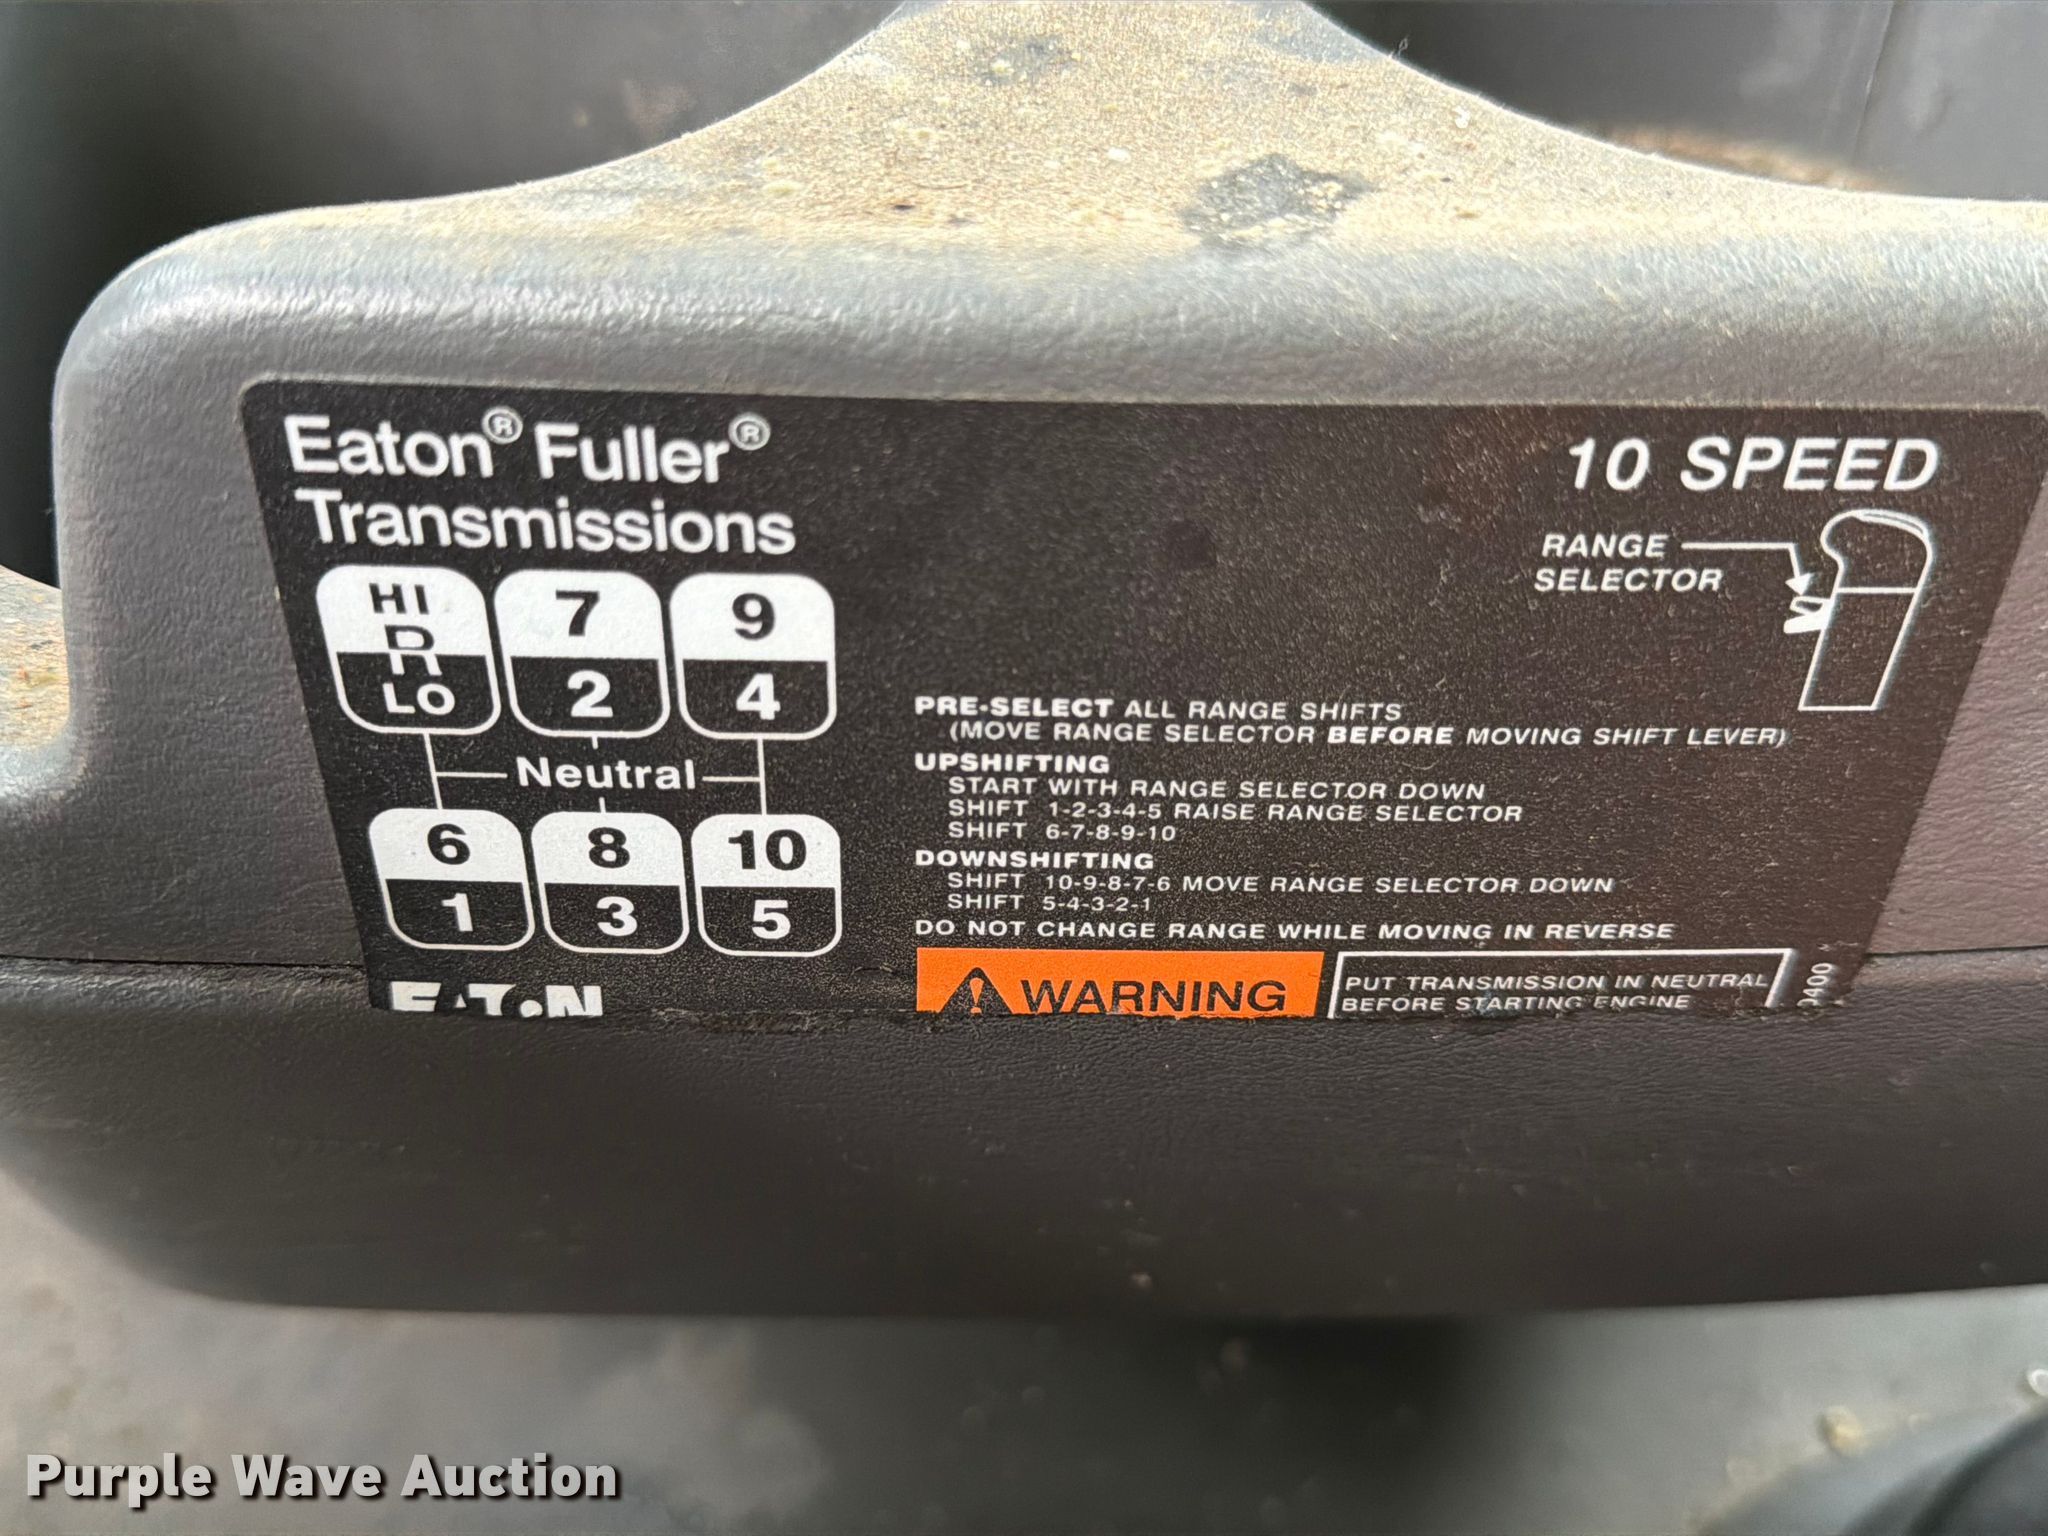 Eaton® Fuller®
Transmissions
10 SPEED
RANGE
SELECTOR
HI 7 9
R
LO 2 4
Neutral
6 8 10
1 3 5
PRE-SELECT ALL RANGE SHIFTS
(MOVE RANGE SELECTOR BEFORE MOVING SHIFT LEVER)
UPSHIFTING
START WITH RANGE SELECTOR DOWN
SHIFT 1-2-3-4-5 RAISE RANGE SELECTOR
SHIFT 6-7-8-9-10
DOWNSHIFTING
SHIFT 10-9-8-7-6 MOVE RANGE SELECTOR DOWN
SHIFT 5-4-3-2-1
DO NOT CHANGE RANGE WHILE MOVING IN REVERSE
EATON
WARNING
PUT TRANSMISSION IN NEUTRAL
BEFORE STARTING ENGINE
Purple Wave Auction